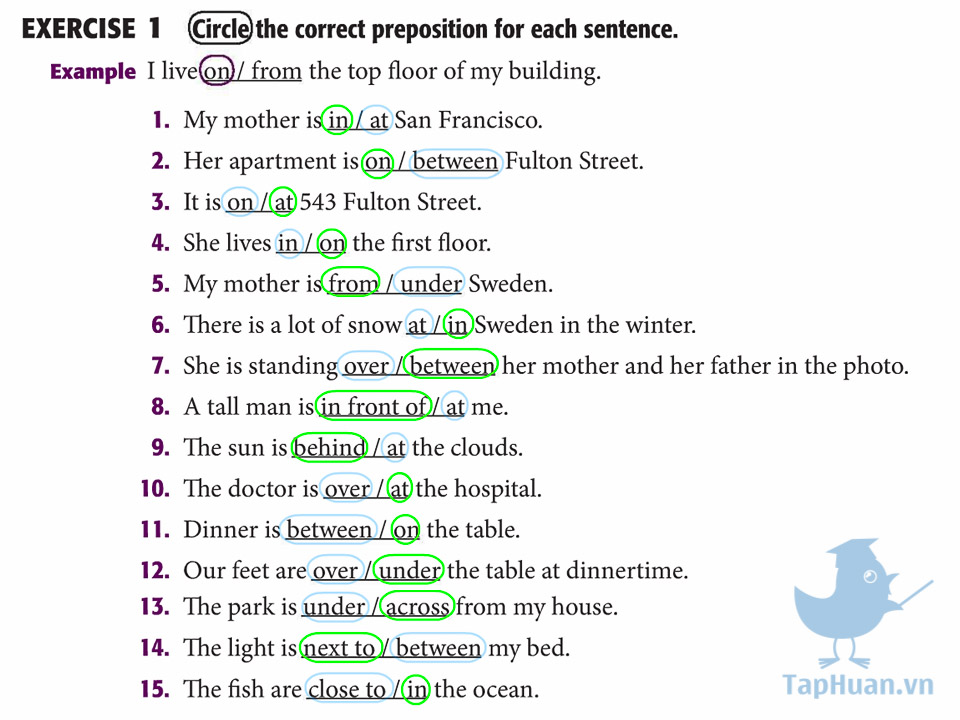 EXERCISE 1 Circle the correct preposition for each sentence.
Example I live on / from the top floor of my building.
1. My mother is in / at San Francisco.
2. Her apartment is on / between Fulton Street.
3. It is on / at 543 Fulton Street.
4. She lives in / on the first floor.
5. My mother is from / under Sweden.
6. There is a lot of snow at / in Sweden in the winter.
7. She is standing over / between her mother and her father in the photo.
8. A tall man is in front of / at me.
9. The sun is behind / at the clouds.
10. The doctor is over / at the hospital.
11. Dinner is between / on the table.
12. Our feet are over / under the table at dinnertime.
13. The park is under / across from my house.
14. The light is next to / between my bed.
15. The fish are close to / in the ocean.
TapHuan.vn